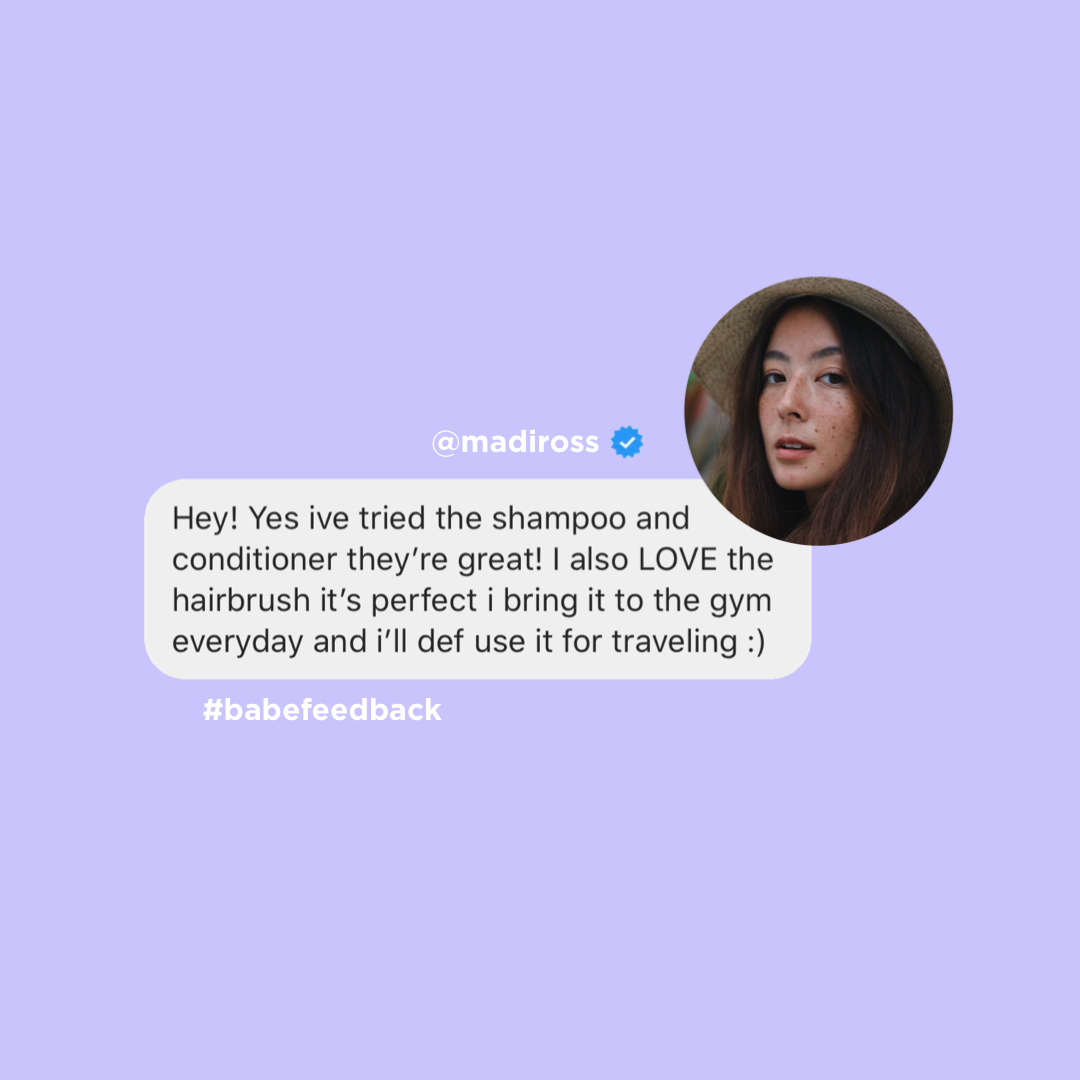 @madiross
Hey! Yes ive tried the shampoo and
conditioner they’re great! I also LOVE the
hairbrush it’s perfect i bring it to the gym
everyday and i’ll def use it for traveling :)
#babefeedback